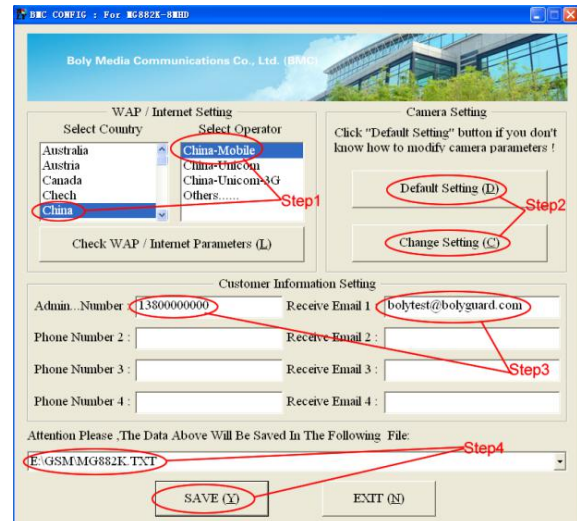 BMC CONFIG : For MG882K-8MHD
Boly Media Communications Co., Ltd. (BMC)
WAP / Internet Setting
Select Country
Select Operator
Australia
Austria
Canada
Chech
China
China-Mobile
China-Unicom
China-Unicom-3G
Others......
Step1
Check WAP / Internet Parameters (L)
Camera Setting
Click "Default Setting" button if you don't
know how to modify camera parameters !
Default Setting (D)
Step2
Change Setting (C)
Customer Information Setting
Admin...Number : 13800000000
Receive Email 1 : bolytest@bolyguard.com
Phone Number 2 :
Receive Email 2 :
Phone Number 3 :
Receive Email 3 :
Step3
Phone Number 4 :
Receive Email 4 :
Attention Please ,The Data Above Will Be Saved In The Following File:
Step4
E:\GSM\MG882K.TXT
SAVE (Y)
EXIT (N)